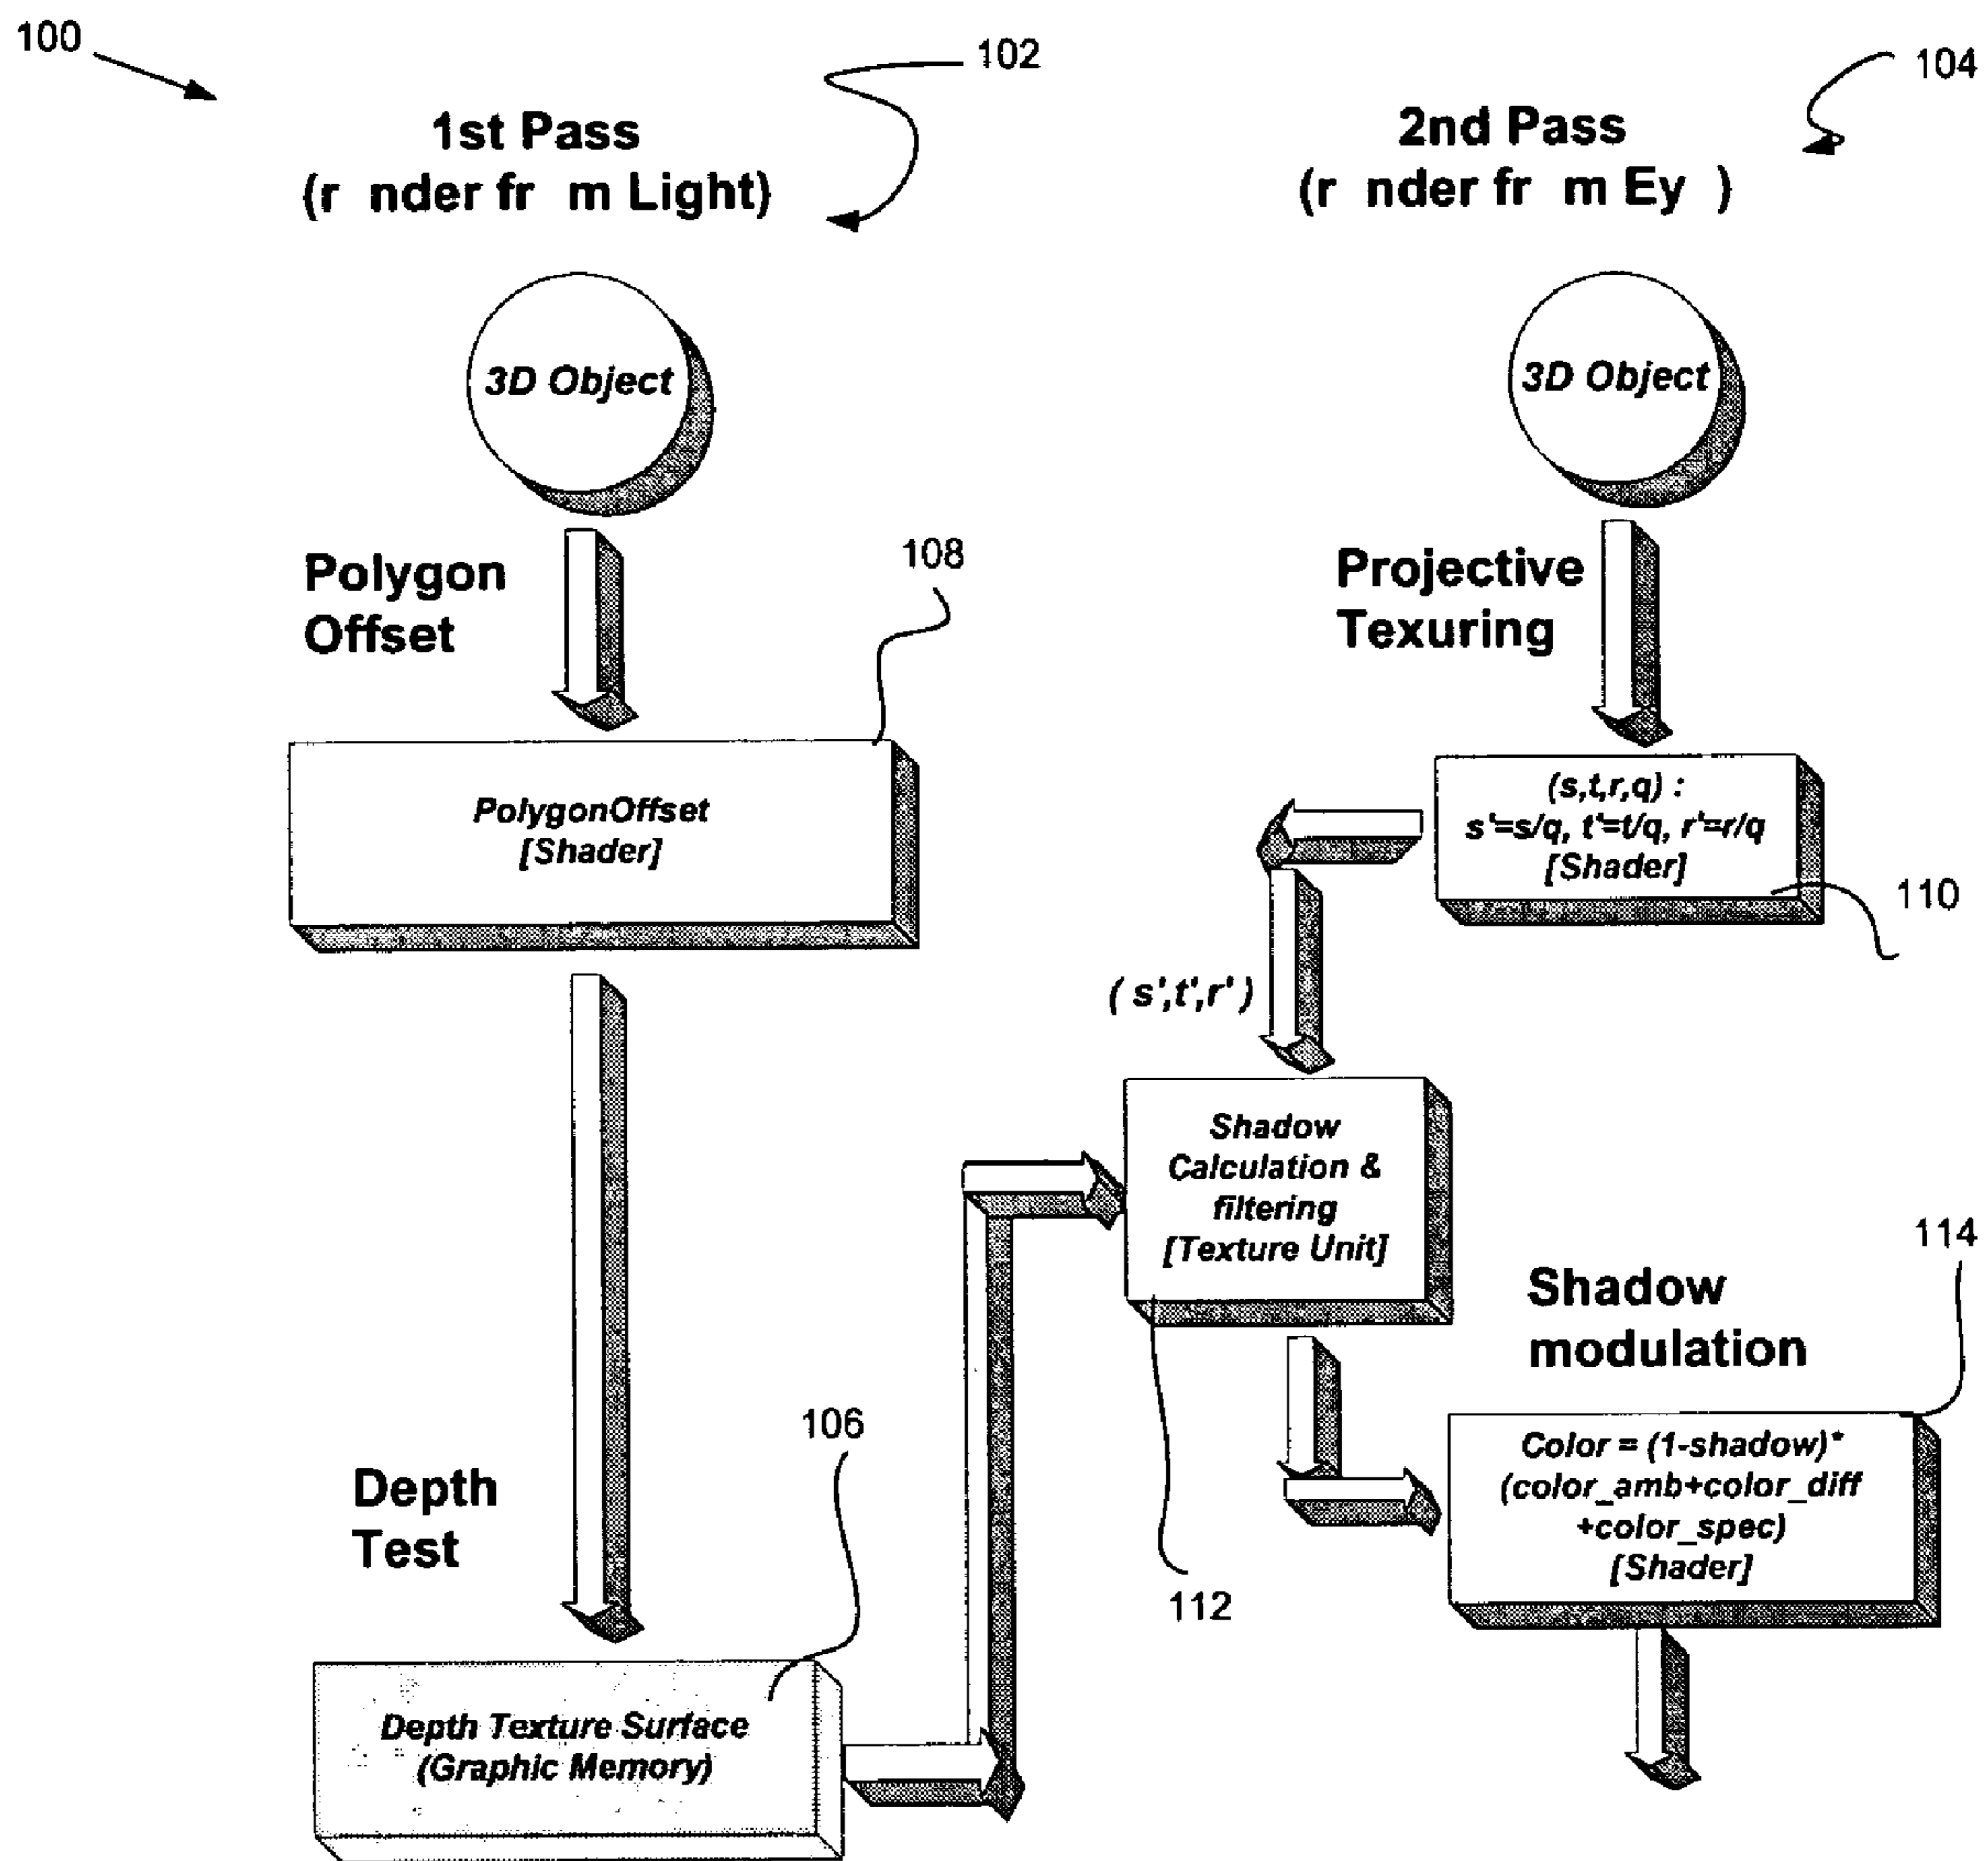 100
102
104
1st Pass
(r nder fr m Light)
2nd Pass
(r nder fr m Ey )
3D Object
3D Object
Polygon
Offset
108
Projective
Texuring
PolygonOffset
[Shader]
(s,t,r,q) :
s'=s/q, t'=t/q, r'=r/q
[Shader]
110
( s',t',r' )
Shadow
Calculation &
filtering
[Texture Unit]
114
Shadow
modulation
106
112
Depth
Test
Color = (1-shadow)*
(color_amb+color_diff
+color_spec)
[Shader]
Depth Texture Surface
(Graphic Memory)